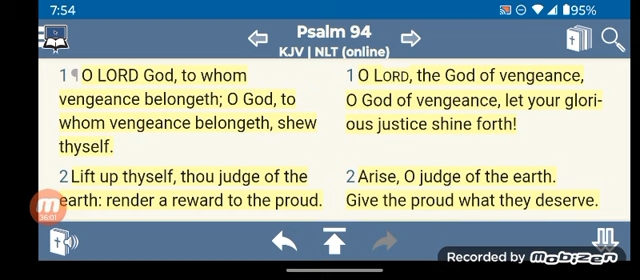 7:54
95%
Psalm 94
KJV | NLT (online)
1 ¶ O LORD God, to whom
vengeance belongeth; O God, to
whom vengeance belongeth, shew
thyself.
2 Lift up thyself, thou judge of the
earth: render a reward to the proud.
1 O LORD, the God of vengeance,
O God of vengeance, let your glori-
ous justice shine forth!
2 Arise, O judge of the earth.
Give the proud what they deserve.
36:01
Recorded by mobizen